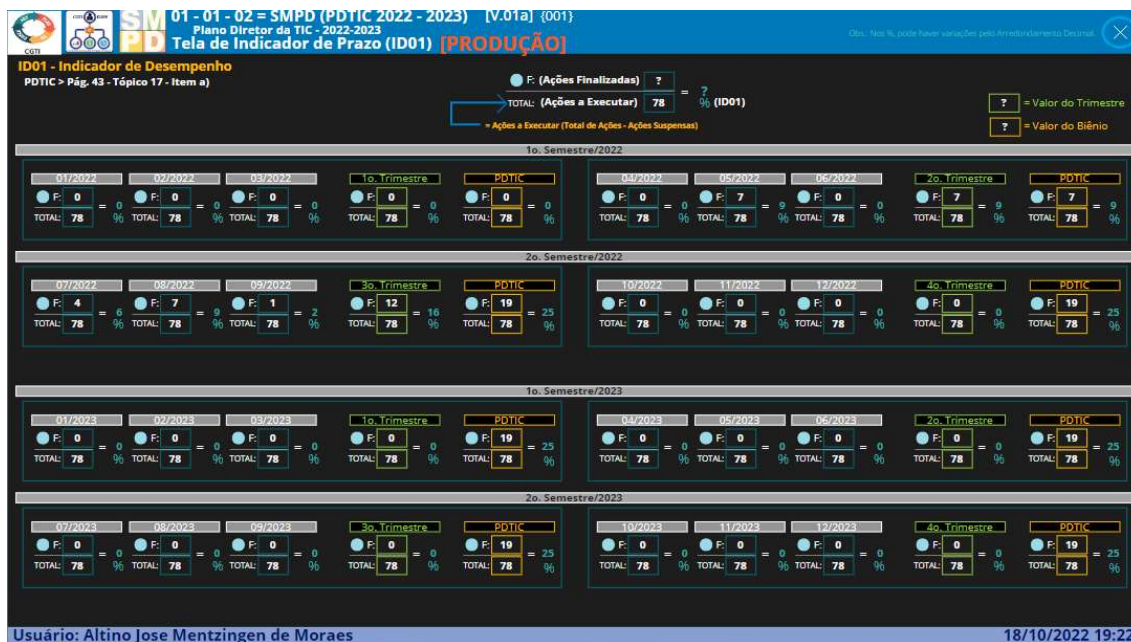 01 - 01 - 02 = SMPD (PDTIC 2022 - 2023) [V.01a] {001}
SM
PD
Plano Diretor da TIC - 2022-2023
Tela de Indicador de Prazo (ID01) [PRODUÇÃO]
Obs.: Nos %, pode haver variações pelo Arredondamento Decimal.
CGTI
ID01 - Indicador de Desempenho
PDTIC > Pág. 43 - Tópico 17 - Item a)
F: (Ações Finalizadas) ? = ?
TOTAL: (Ações a Executar) 78 % (ID01)
= Ações a Executar (Total de Ações - Ações Suspensas)
? = Valor do Trimestre
? = Valor do Biênio
1o. Semestre/2022
01/2022 02/2022 03/2022 1o. Trimestre PDTIC 04/2022 05/2022 06/2022 2o. Trimestre PDTIC
F: 0 = 0 F: 0 = 0 F: 0 = 0 F: 0 = 0 F: 0 = 0 F: 0 = 0 F: 7 = 9 F: 0 = 0 F: 7 = 9 F: 7 = 9
TOTAL: 78 % TOTAL: 78 % TOTAL: 78 % TOTAL: 78 % TOTAL: 78 % TOTAL: 78 % TOTAL: 78 % TOTAL: 78 % TOTAL: 78 % TOTAL: 78 %
2o. Semestre/2022
07/2022 08/2022 09/2022 3o. Trimestre PDTIC 10/2022 11/2022 12/2022 4o. Trimestre PDTIC
F: 4 = 6 F: 7 = 9 F: 1 = 2 F: 12 = 16 F: 19 = 25 F: 0 = 0 F: 0 = 0 F: 0 = 0 F: 0 = 0 F: 19 = 25
TOTAL: 78 % TOTAL: 78 % TOTAL: 78 % TOTAL: 78 % TOTAL: 78 % TOTAL: 78 % TOTAL: 78 % TOTAL: 78 % TOTAL: 78 % TOTAL: 78 %
1o. Semestre/2023
01/2023 02/2023 03/2023 1o. Trimestre PDTIC 04/2023 05/2023 06/2023 2o. Trimestre PDTIC
F: 0 = 0 F: 0 = 0 F: 0 = 0 F: 0 = 0 F: 19 = 25 F: 0 = 0 F: 0 = 0 F: 0 = 0 F: 0 = 0 F: 19 = 25
TOTAL: 78 % TOTAL: 78 % TOTAL: 78 % TOTAL: 78 % TOTAL: 78 % TOTAL: 78 % TOTAL: 78 % TOTAL: 78 % TOTAL: 78 % TOTAL: 78 %
2o. Semestre/2023
07/2023 08/2023 09/2023 3o. Trimestre PDTIC 10/2023 11/2023 12/2023 4o. Trimestre PDTIC
F: 0 = 0 F: 0 = 0 F: 0 = 0 F: 0 = 0 F: 19 = 25 F: 0 = 0 F: 0 = 0 F: 0 = 0 F: 0 = 0 F: 19 = 25
TOTAL: 78 % TOTAL: 78 % TOTAL: 78 % TOTAL: 78 % TOTAL: 78 % TOTAL: 78 % TOTAL: 78 % TOTAL: 78 % TOTAL: 78 % TOTAL: 78 %
Usuário: Altino Jose Mentzingen de Moraes 18/10/2022 19:22